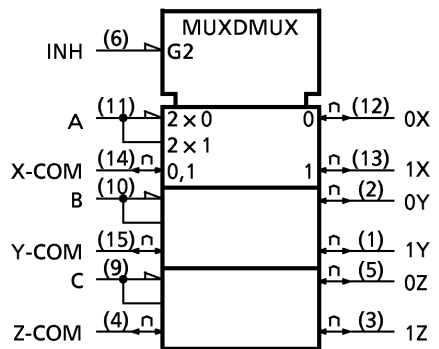 MUXDMUX
INH (6) G2
A (11) 2 × 0 0 (12) 0X
2 × 1
X-COM (14) 0,1 1 (13) 1X
B (10) (2) 0Y
Y-COM (15) (1) 1Y
C (9) (5) 0Z
Z-COM (4) (3) 1Z